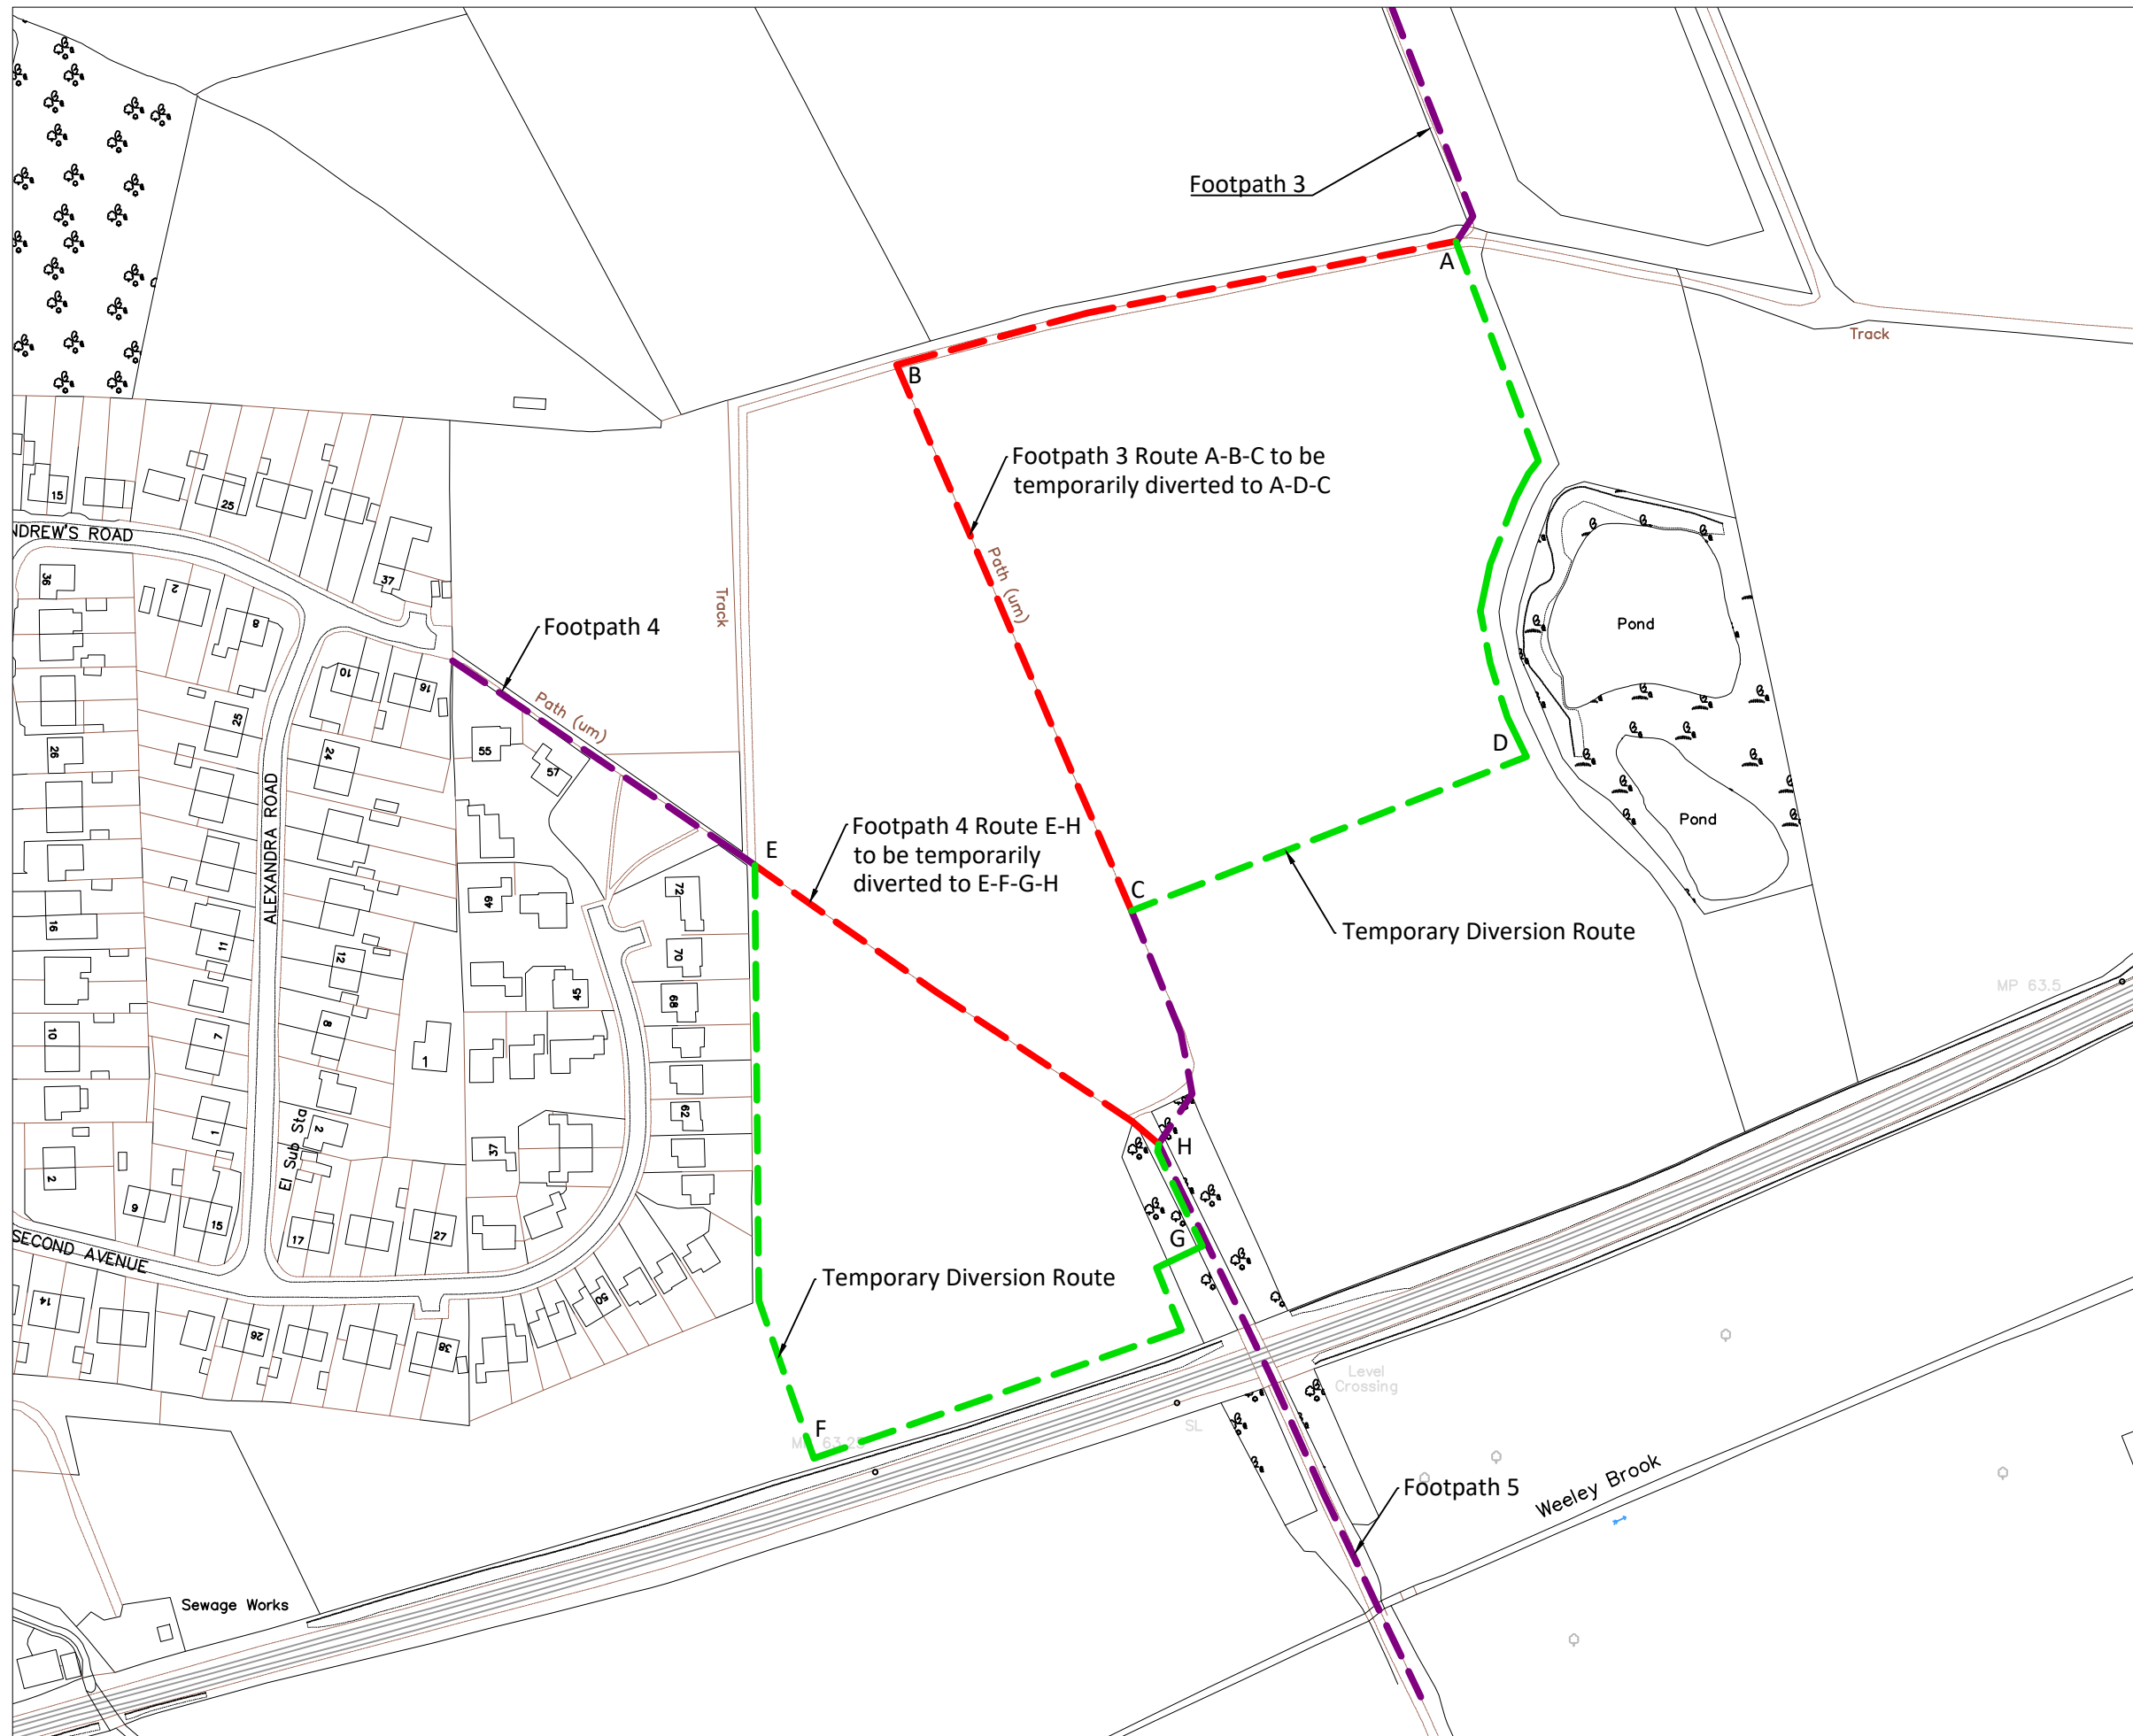 Footpath 3
A
Track
B
Footpath 3 Route A-B-C to be
temporarily diverted to A-D-C
15
25
NDREW'S ROAD
37
36
2
8
Path (um)
Track
Footpath 4
Pond
10
16
Path (um)
25
55
D
26
24
57
Pond
ALEXANDRA ROAD
Footpath 4 Route E-H
to be temporarily
diverted to E-F-G-H
E
C
72
49
16
11
Temporary Diversion Route
12
70
45
68
MP 63.5
10
7
8
1
62
1
2
37
H
El Sub Sta
2
9
15
17
27
G
SECOND AVENUE
Temporary Diversion Route
14
26
38
50
Level
Crossing
F
SL
MP 63.25
Footpath 5
Weeley Brook
Sewage Works